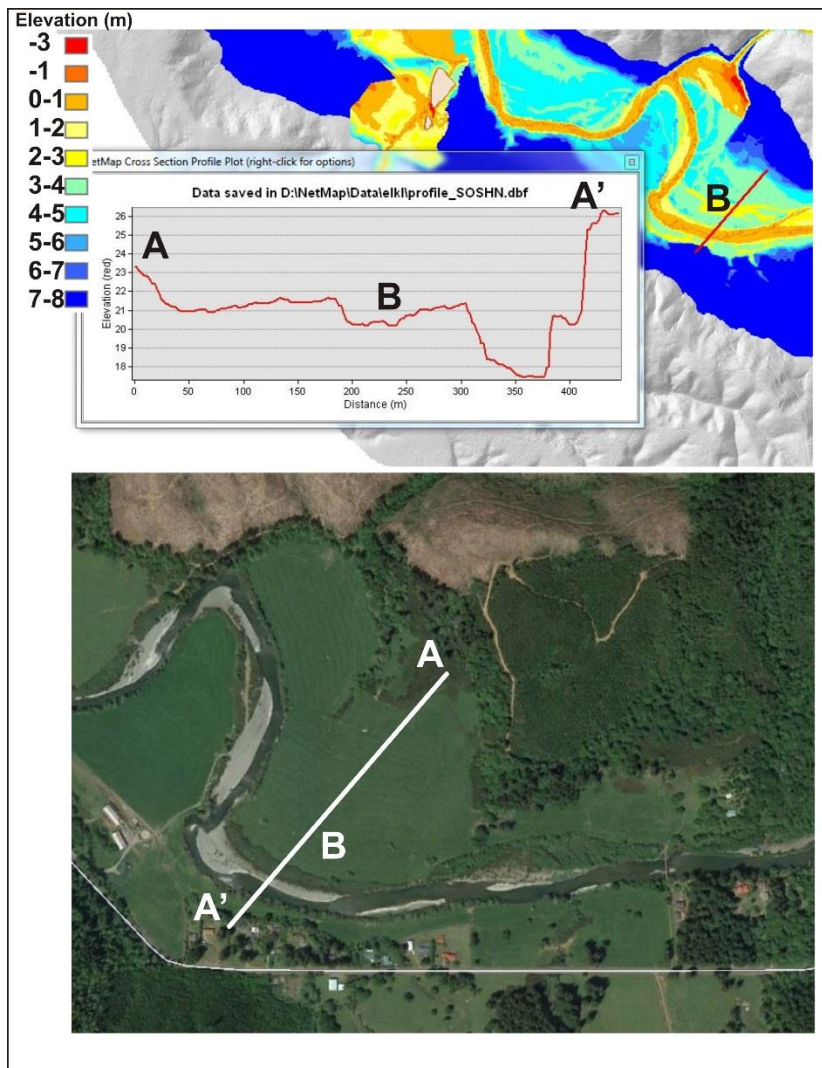 Elevation (m)
-3
-1
0-1
1-2
2-3
3-4
4-5
5-6
6-7
7-8
B
NetMap Cross Section Profile Plot (right-click for options)
Data saved in D:\NetMap\Data\elkl\profile_SOSHN.dbf
A
B
A'
Elevation (red)
26
25
24
23
22
21
20
19
18
0 50 100 150 200 250 300 350 400
Distance (m)
A
B
A'